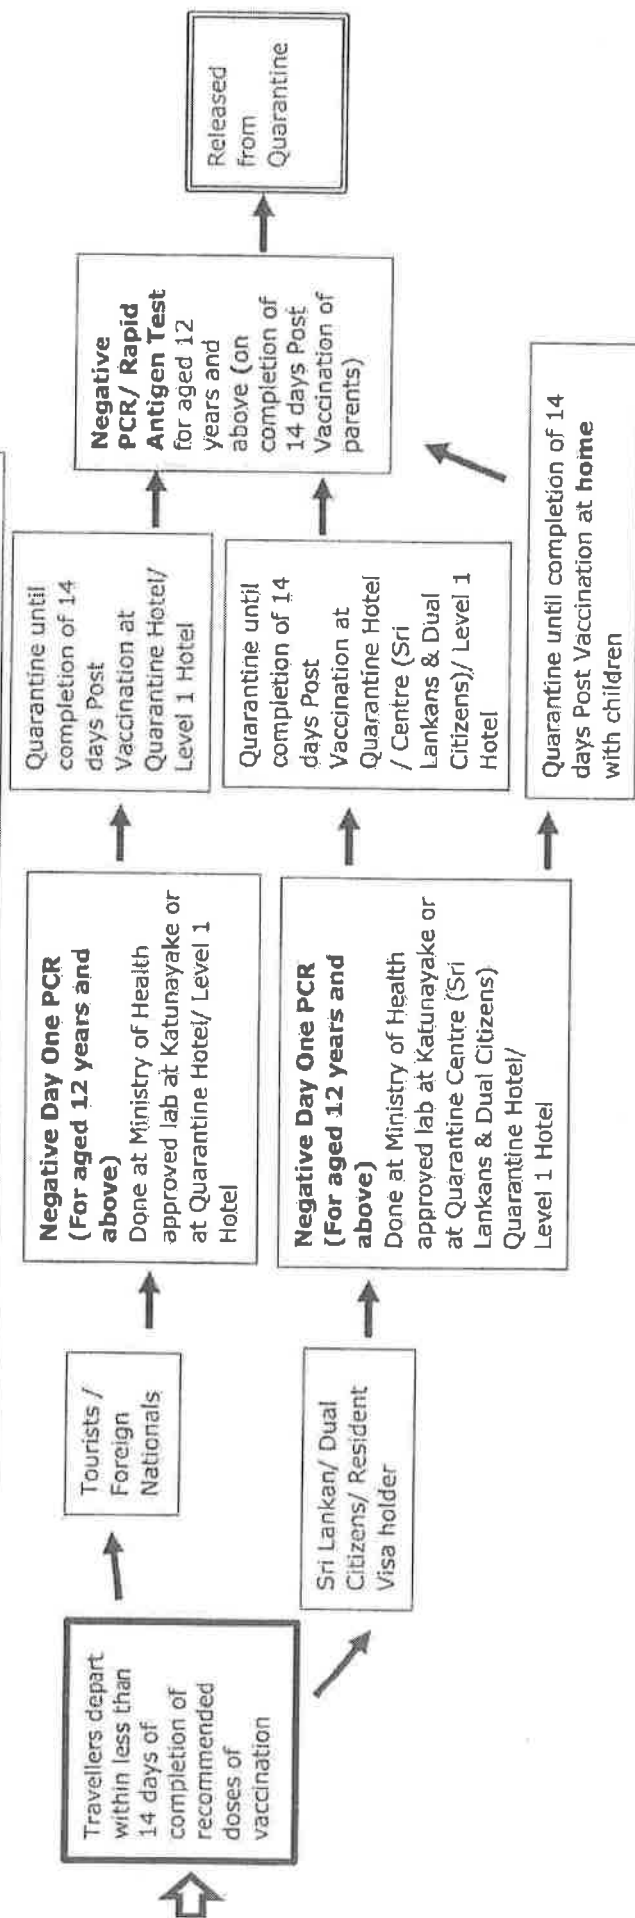 Travellers depart
within less than
14 days of
completion of
recommended
doses of
vaccination
Tourists /
Foreign
Nationals
Sri Lankan/ Dual
Citizens/ Resident
Visa holder
Negative Day One PCR
(For aged 12 years and
above)
Done at Ministry of Health
approved lab at Katunayake or
at Quarantine Hotel/ Level 1
Hotel
Negative Day One PCR
(For aged 12 years and
above)
Done at Ministry of Health
approved lab at Katunayake or
at Quarantine Centre (Sri
Lankans & Dual Citizens)
Quarantine Hotel/
Level 1 Hotel
Quarantine until
completion of 14
days Post
Vaccination at
Quarantine Hotel/
Level 1 Hotel
Quarantine until
completion of 14
days Post
Vaccination at
Quarantine Hotel
/ Centre (Sri
Lankans & Dual
Citizens)/ Level 1
Hotel
Quarantine until completion of 14
days Post Vaccination at home
with children
Negative
PCR/ Rapid
Antigen Test
for aged 12
years and
above (on
completion of
14 days Post
Vaccination of
parents)
Released
from
Quarantine